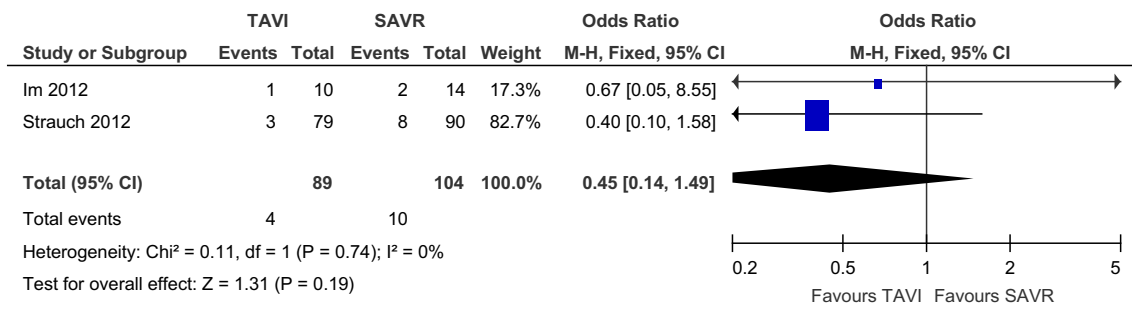 TAVI SAVR Odds Ratio Odds Ratio
Study or Subgroup Events Total Events Total Weight M-H, Fixed, 95% CI M-H, Fixed, 95% CI
Im 2012 1 10 2 14 17.3% 0.67 [0.05, 8.55]
Strauch 2012 3 79 8 90 82.7% 0.40 [0.10, 1.58]
Total (95% CI) 89 104 100.0% 0.45 [0.14, 1.49]
Total events 4 10
Heterogeneity: Chi² = 0.11, df = 1 (P = 0.74); I² = 0%
Test for overall effect: Z = 1.31 (P = 0.19)
0.2 0.5 1 2 5
Favours TAVI Favours SAVR